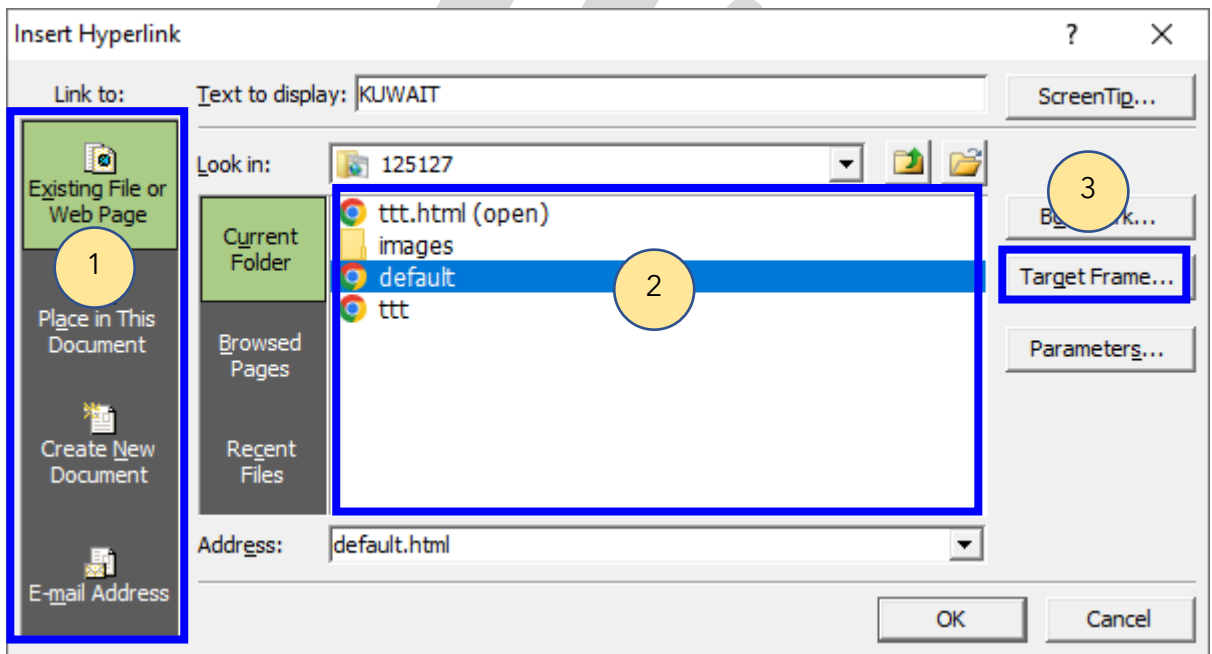 Insert Hyperlink ? X
Link to:
Text to display: KUWAIT
ScreenTip...
Existing File or
Web Page
1
Place in This
Document
Create New
Document
E-mail Address
Look in: 125127
Current
Folder
Browsed
Pages
Recent
Files
ttt.html (open)
images
default
ttt
2
3
Target Frame...
Parameters...
Address: default.html
OK
Cancel